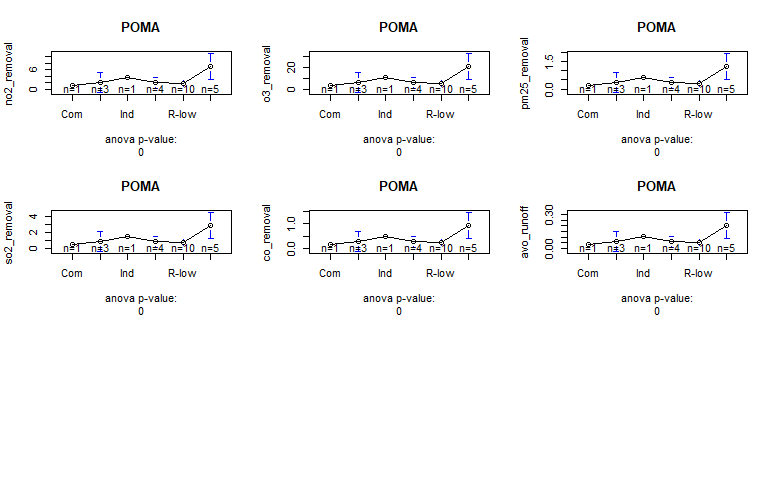 POMA
no2_removal
0 6
n=1 n=3 n=1 n=4 n=10 n=5
Com Ind R-low
anova p-value:
0
POMA
o3_removal
0 20
n=1 n=3 n=1 n=4 n=10 n=5
Com Ind R-low
anova p-value:
0
POMA
pm25_removal
0.0 1.5
n=1 n=3 n=1 n=4 n=10 n=5
Com Ind R-low
anova p-value:
0
POMA
so2_removal
0 2 4
n=1 n=3 n=1 n=4 n=10 n=5
Com Ind R-low
anova p-value:
0
POMA
co_removal
0.0 1.0
n=1 n=3 n=1 n=4 n=10 n=5
Com Ind R-low
anova p-value:
0
POMA
avo_runoff
0.00 0.30
n=1 n=3 n=1 n=4 n=10 n=5
Com Ind R-low
anova p-value:
0